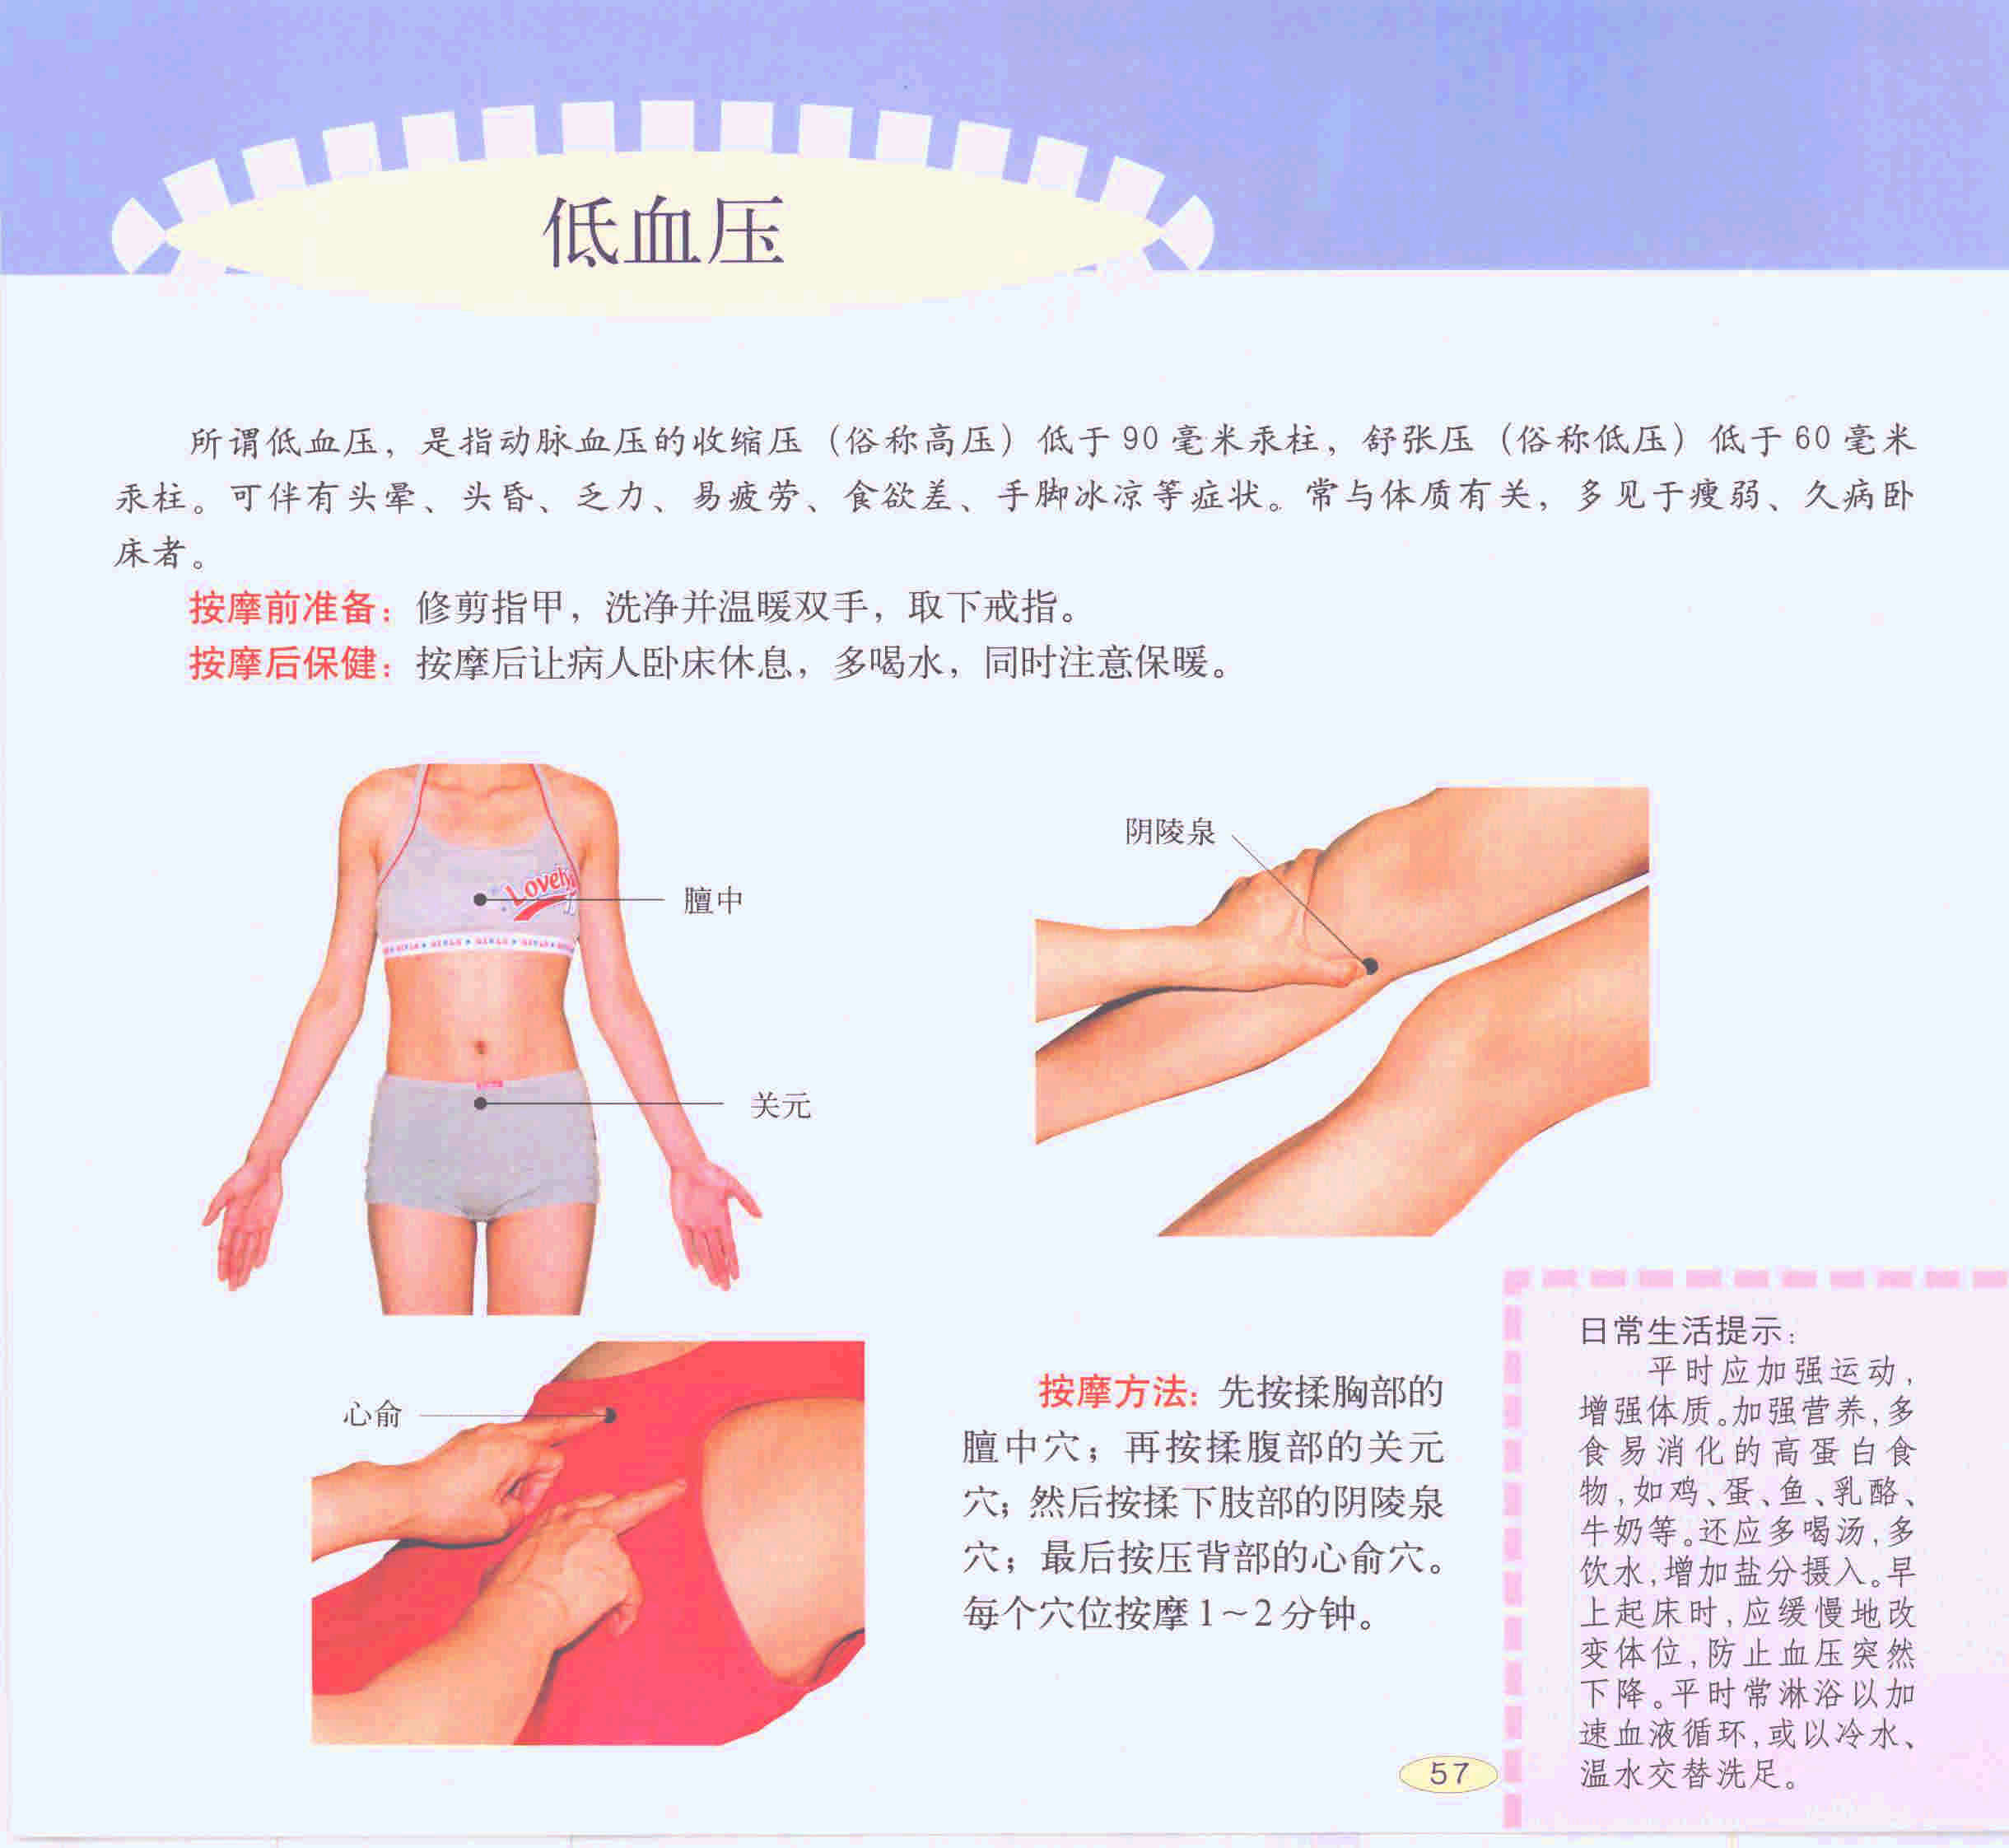 低血压
所谓低血压，是指动脉血压的收缩压（俗称高压）低于90毫米汞柱，舒张压（俗称低压）低于60毫米
汞柱。可伴有头晕、头昏、乏力、易疲劳、食欲差、手脚冰凉等症状。常与体质有关，多见于瘦弱、久病卧
床者。
按摩前准备：修剪指甲，洗净并温暖双手，取下戒指。
按摩后保健：按摩后让病人卧床休息，多喝水，同时注意保暖。
Lovely
膻中
关元
阴陵泉
心俞
按摩方法：先按揉胸部的
膻中穴；再按揉腹部的关元
穴；然后按揉下肢部的阴陵泉
穴；最后按压背部的心俞穴。
每个穴位按摩1～2分钟。
日常生活提示：
平时应加强运动，
增强体质。加强营养，多
食易消化的高蛋白食
物，如鸡、蛋、鱼、乳酪、
牛奶等。还应多喝汤，多
饮水，增加盐分摄入。早
上起床时，应缓慢地改
变体位，防止血压突然
下降。平时常淋浴以加
速血液循环，或以冷水、
温水交替洗足。
57